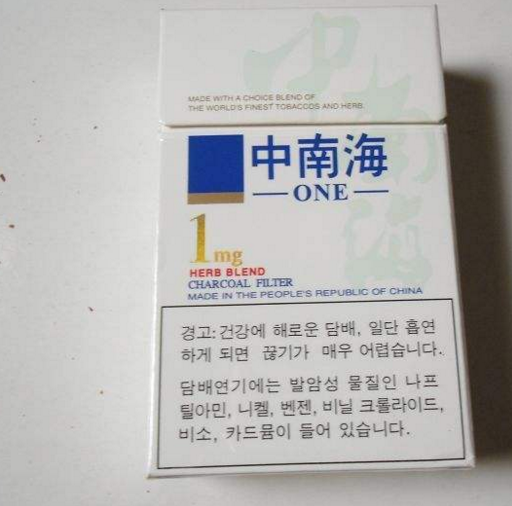 MADE WITH A CHOICE BLEND OF
THE WORLD'S FINEST TOBACCOS AND HERB.
中南海
ONE
1mg
HERB BLEND
CHARCOAL FILTER
MADE IN THE PEOPLE'S REPUBLIC OF CHINA
경고: 건강에 해로운 담배, 일단 흡연
하게 되면 끊기가 매우 어렵습니다.
담배연기에는 발암성 물질인 나프
틸아민, 니켈, 벤젠, 비닐 크롤라이드,
비소, 카드뮴이 들어 있습니다.